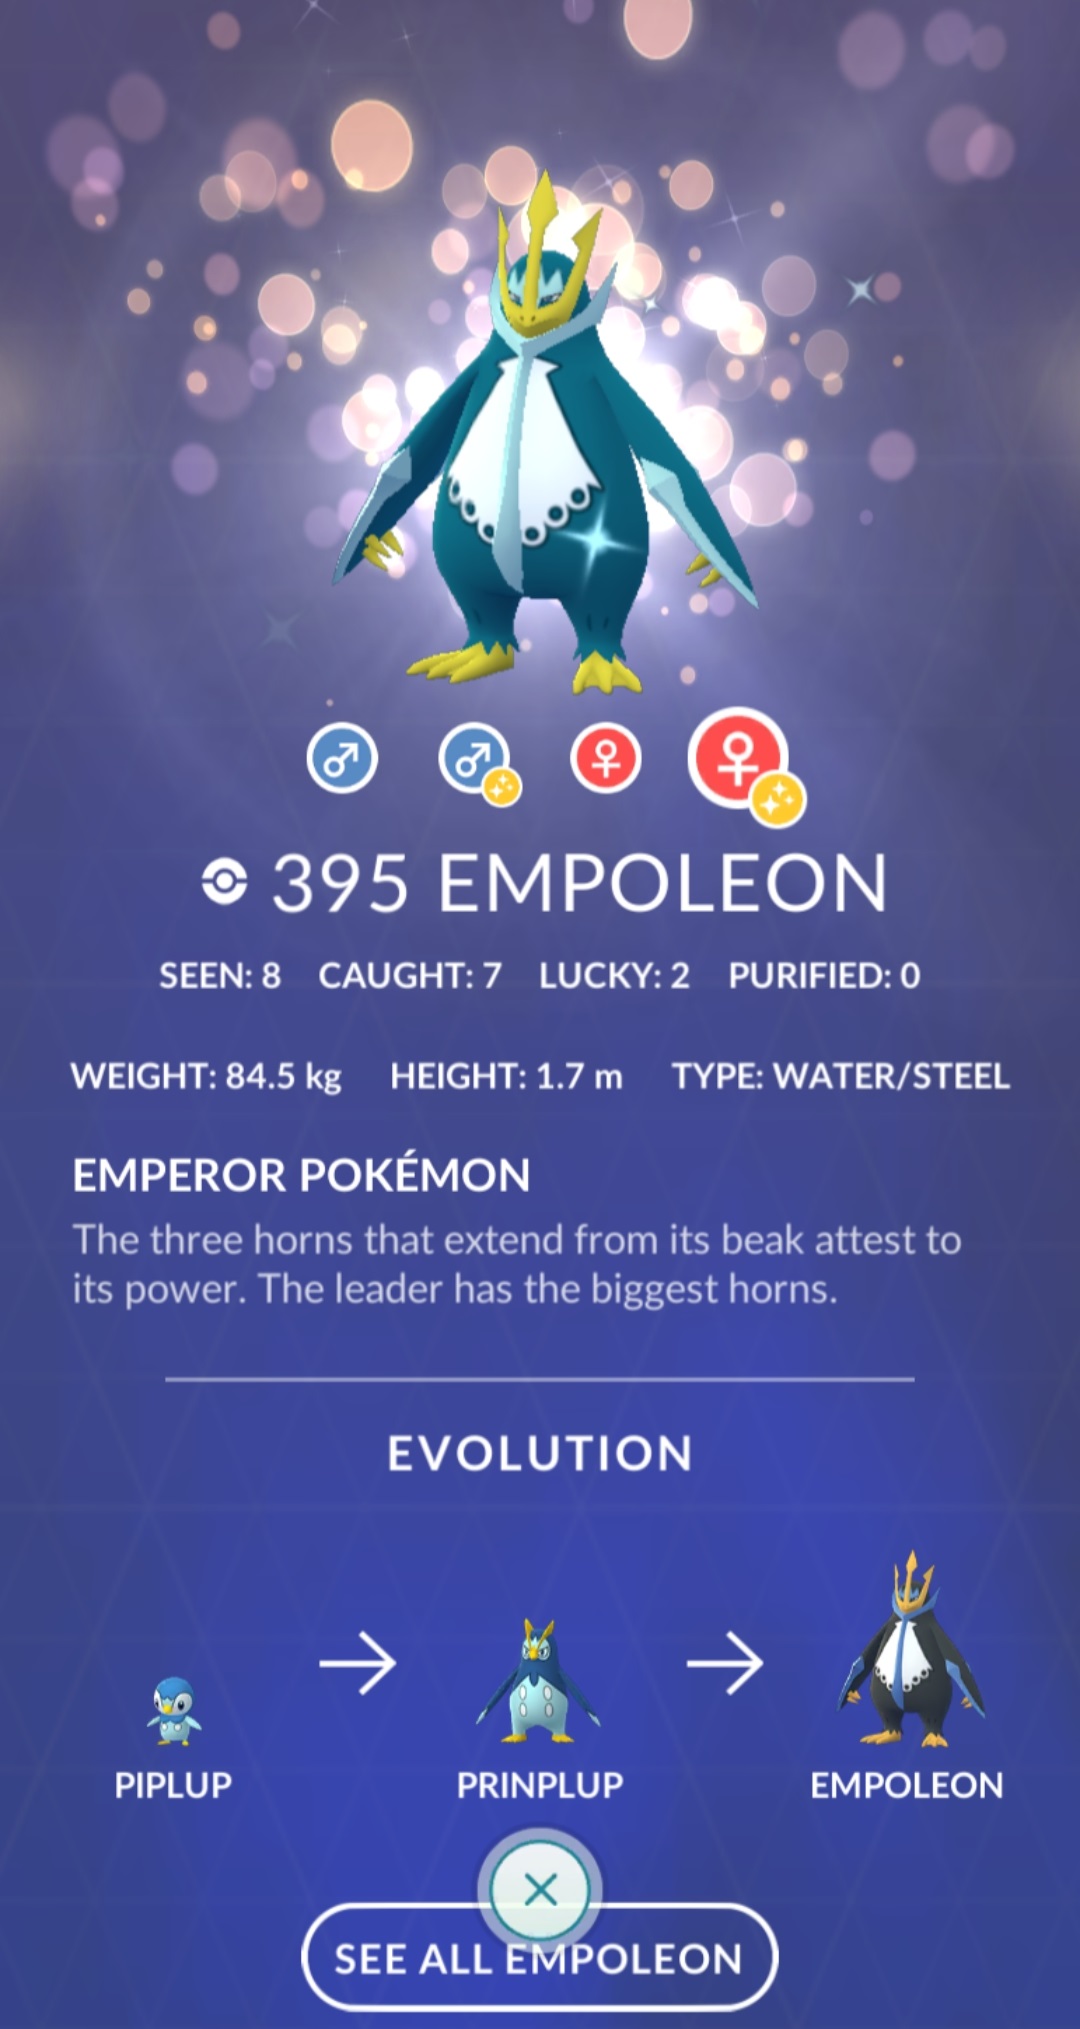 395 EMPOLEON
SEEN: 8 CAUGHT: 7 LUCKY: 2 PURIFIED: 0
WEIGHT: 84.5 kg HEIGHT: 1.7 m TYPE: WATER/STEEL
EMPEROR POKÉMON
The three horns that extend from its beak attest to
its power. The leader has the biggest horns.
EVOLUTION
PIPLUP PRINPLUP EMPOLEON
SEE ALL EMPOLEON